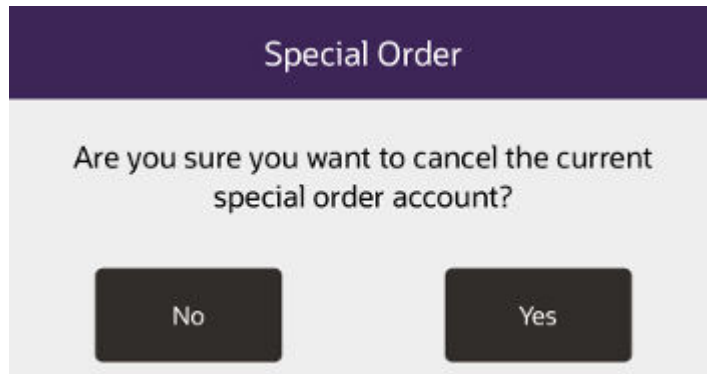 Special Order
Are you sure you want to cancel the current
special order account?
No
Yes